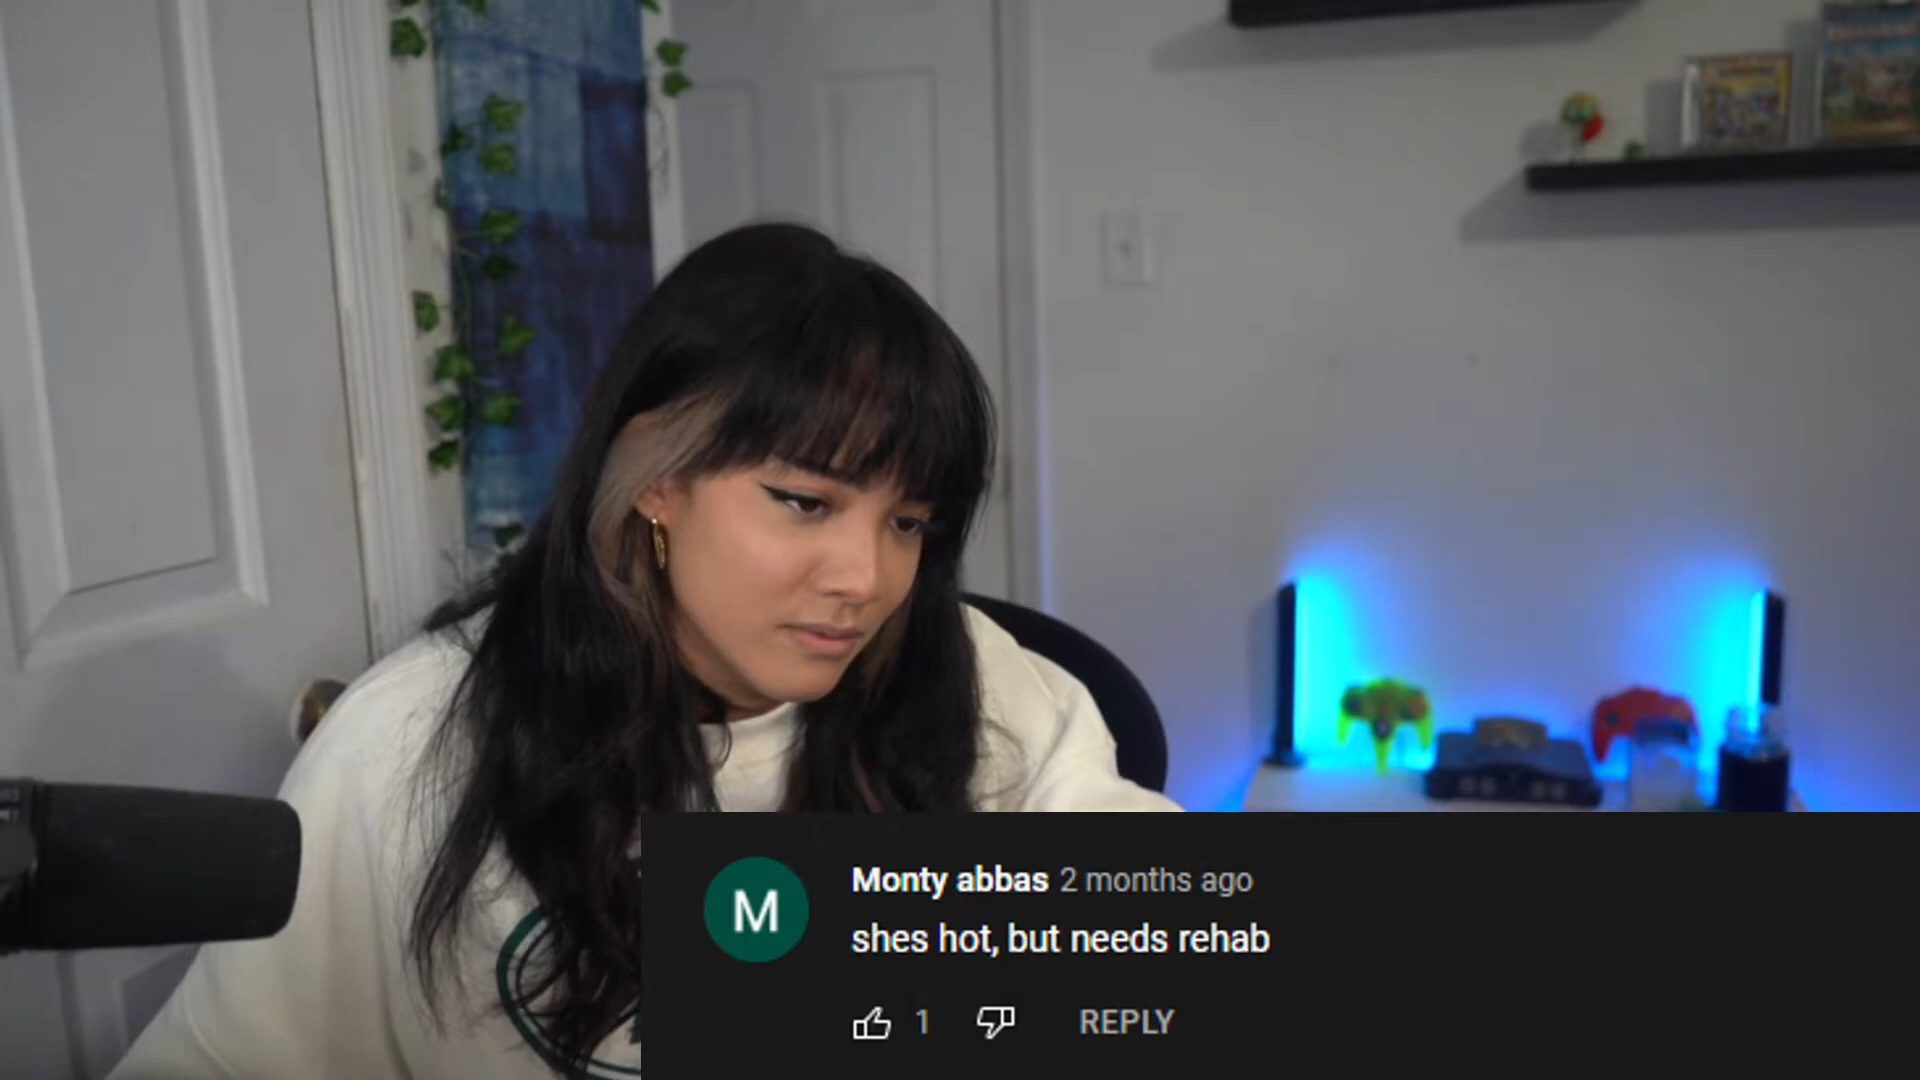 M
Monty abbas 2 months ago
shes hot, but needs rehab
1
REPLY